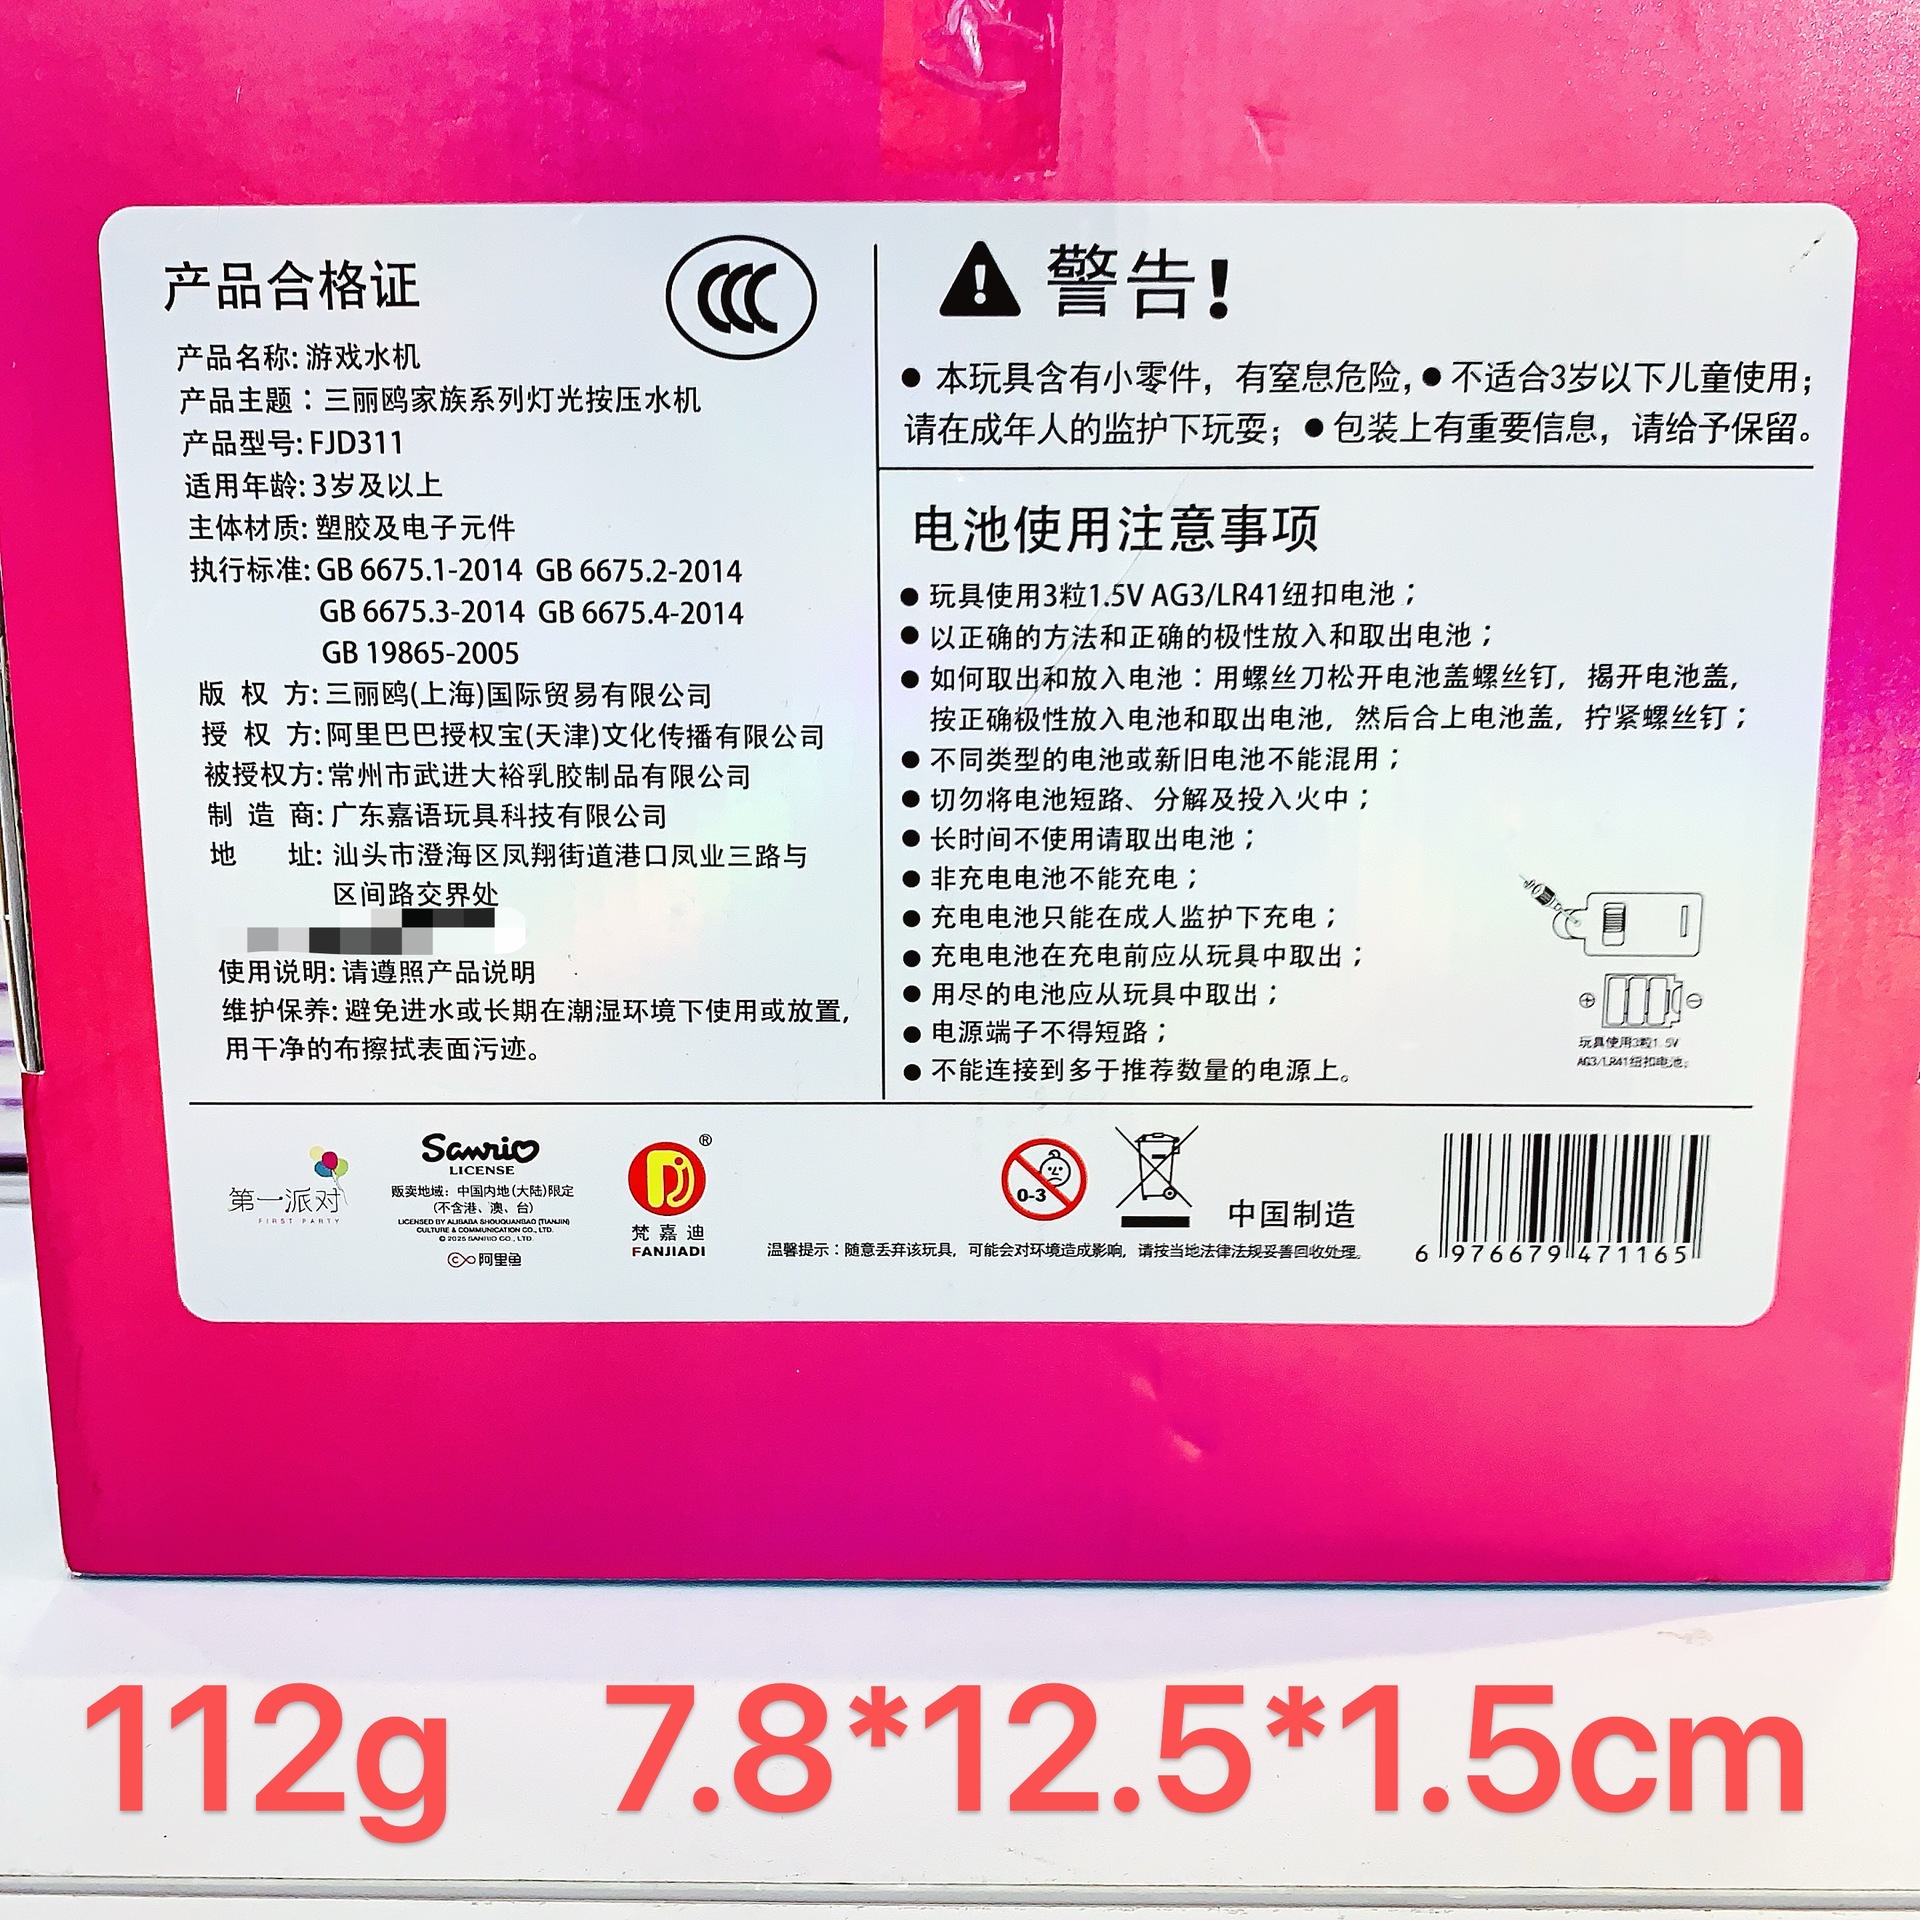 产品合格证
产品名称: 游戏水机
产品主题：三丽鸥家族系列灯光按压水机
产品型号: FJD311
适用年龄: 3岁及以上
主体材质: 塑胶及电子元件
执行标准: GB 6675.1-2014 GB 6675.2-2014
GB 6675.3-2014 GB 6675.4-2014
GB 19865-2005
版 权 方: 三丽鸥(上海)国际贸易有限公司
授 权 方: 阿里巴巴授权宝(天津)文化传播有限公司
被授权方: 常州市武进大裕乳胶制品有限公司
制 造 商: 广东嘉语玩具科技有限公司
地 址: 汕头市澄海区凤翔街道港口凤业三路与
区间路交界处
使用说明: 请遵照产品说明
维护保养: 避免进水或长期在潮湿环境下使用或放置,
用干净的布擦拭表面污迹。
CCC
警告!
● 本玩具含有小零件，有窒息危险, ● 不适合3岁以下儿童使用；
请在成年人的监护下玩耍； ● 包装上有重要信息，请给予保留。
电池使用注意事项
● 玩具使用3粒1.5V AG3/LR41纽扣电池；
● 以正确的方法和正确的极性放入和取出电池；
● 如何取出和放入电池：用螺丝刀松开电池盖螺丝钉，揭开电池盖,
按正确极性放入电池和取出电池，然后合上电池盖，拧紧螺丝钉；
● 不同类型的电池或新旧电池不能混用；
● 切勿将电池短路、分解及投入火中；
● 长时间不使用请取出电池；
● 非充电电池不能充电；
● 充电电池只能在成人监护下充电；
● 充电电池在充电前应从玩具中取出；
● 用尽的电池应从玩具中取出；
● 电源端子不得短路；
● 不能连接到多于推荐数量的电源上。
玩具使用3粒1.5V
AG3/LR41纽扣电池；
第一派对
FIRST PARTY
Sanrio
LICENSE
贩卖地域：中国内地(大陆)限定
(不含港、澳、台)
LICENSED BY ALIBABA SHOUQUANBAO (TIANJIN)
CULTURE & COMMUNICATION CO., LTD.
© 2025 SANRIO CO., LTD.
阿里鱼
®
梵嘉迪
FANJIADI
0-3
中国制造
温馨提示：随意丢弃该玩具，可能会对环境造成影响，请按当地法律法规妥善回收处理。
6 976679 471165
112g 7.8*12.5*1.5cm